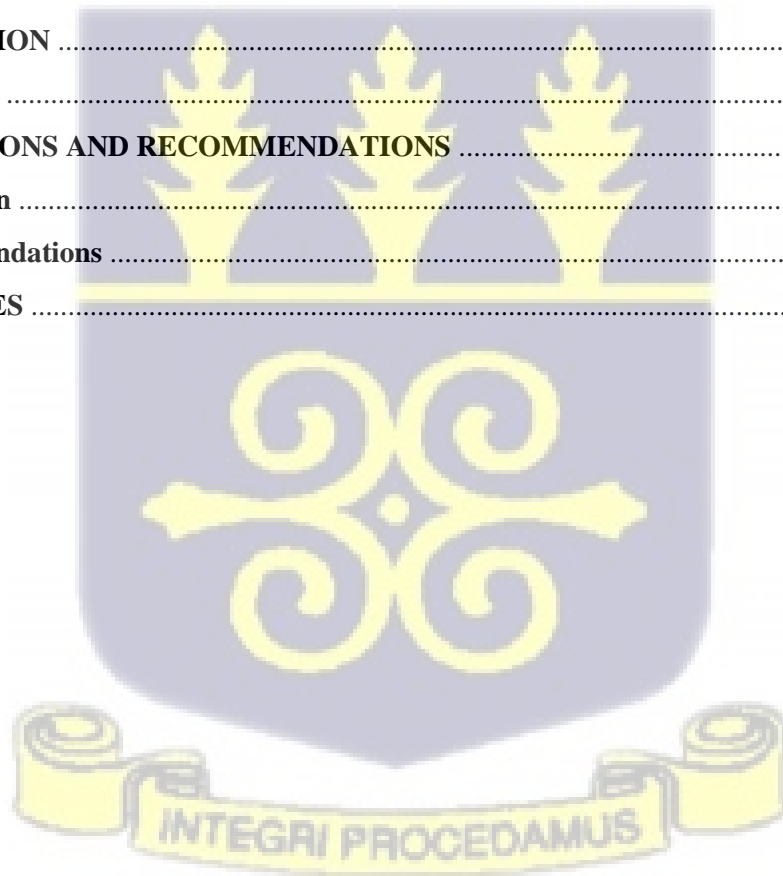 ION ........................................................................................................
........................................................................................................
ONS AND RECOMMENDATIONS ................................................
n ........................................................................................................
ndations ........................................................................................
ES ........................................................................................................
INTEGRI PROCEDAMUS